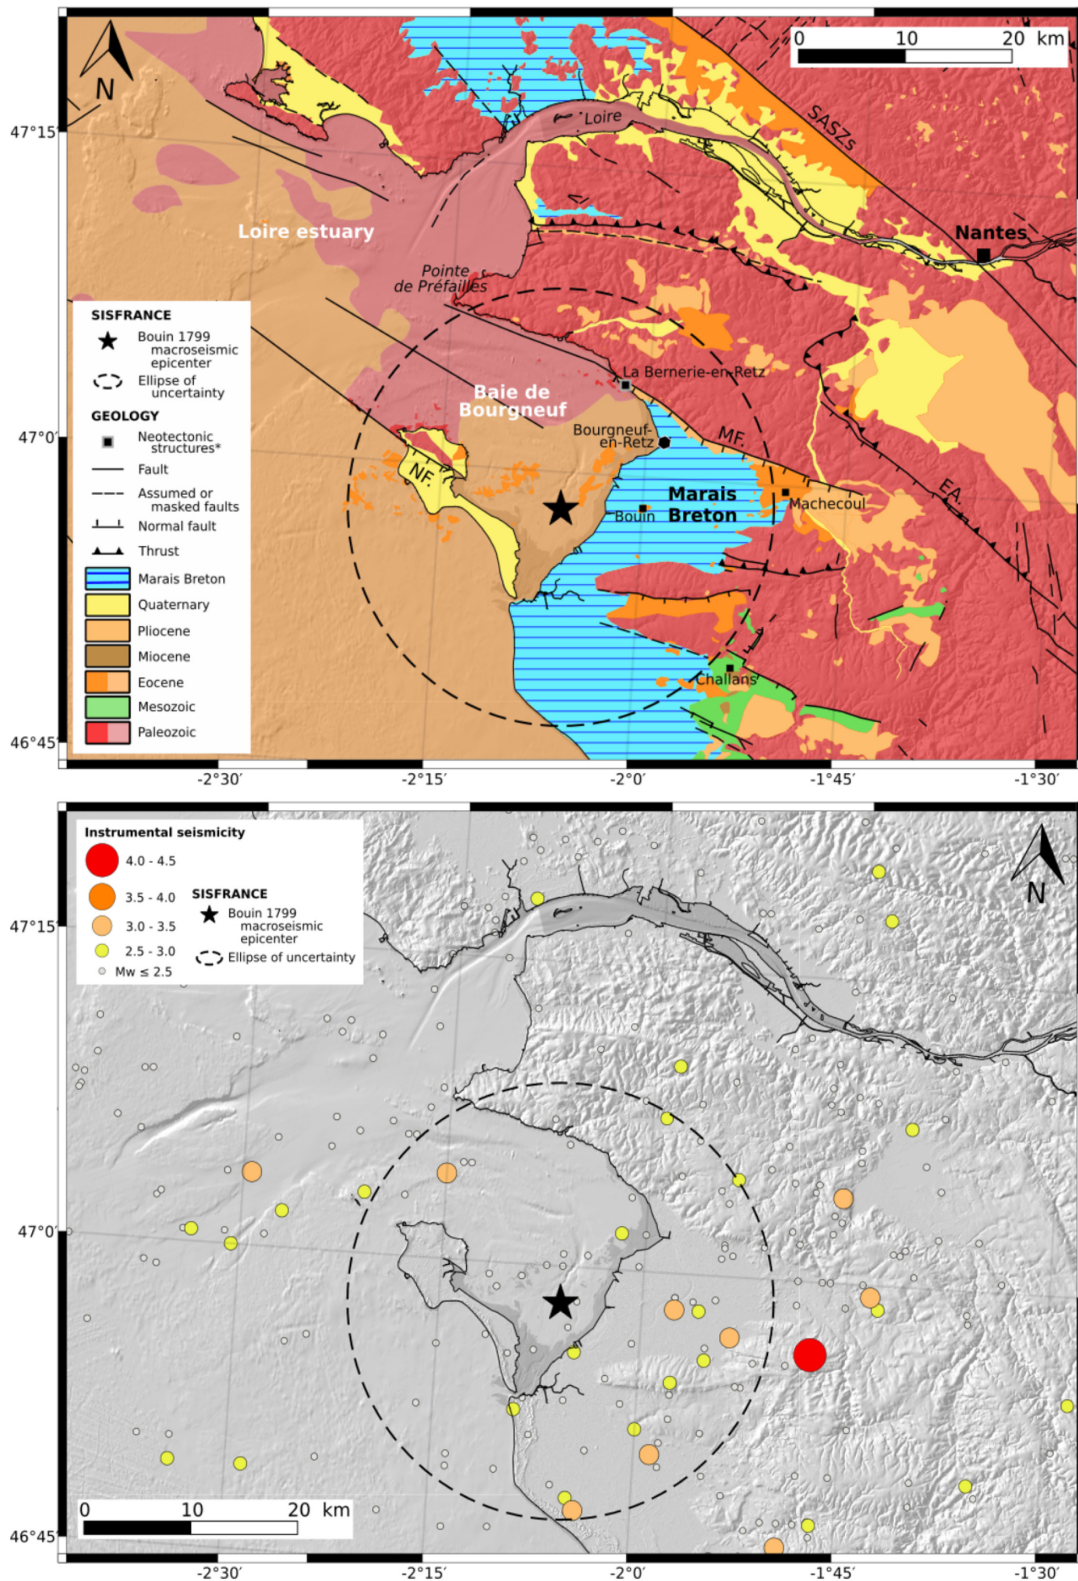 0 10 20 km
N
47°15'
Loire
SASZs
Loire estuary
Nantes
Pointe
de Préfailles
SISFRANCE
Bouin 1799
macroseismic
epicenter
Ellipse of
uncertainty
GEOLOGY
Neotectonic
structures*
Fault
Assumed or
masked faults
Normal fault
Thrust
Marais Breton
Quaternary
Pliocene
Miocene
Eocene
Mesozoic
Paleozoic
La Bernerie-en-Retz
Baie de
Bourgneuf
Bourgneuf-
en-Retz
MF.
47°0'
NF.
Marais
Breton
EA.
Machecoul
Bouin
Challans
46°45'
-2°30 -2°15 -2°0 -1°45 -1°30
Instrumental seismicity
4.0 - 4.5
3.5 - 4.0
3.0 - 3.5
2.5 - 3.0
Mw ≤ 2.5
SISFRANCE
Bouin 1799
macroseismic
epicenter
Ellipse of uncertainty
N
47°15'
47°0'
0 10 20 km
46°45'
-2°30 -2°15 -2°0 -1°45 -1°30